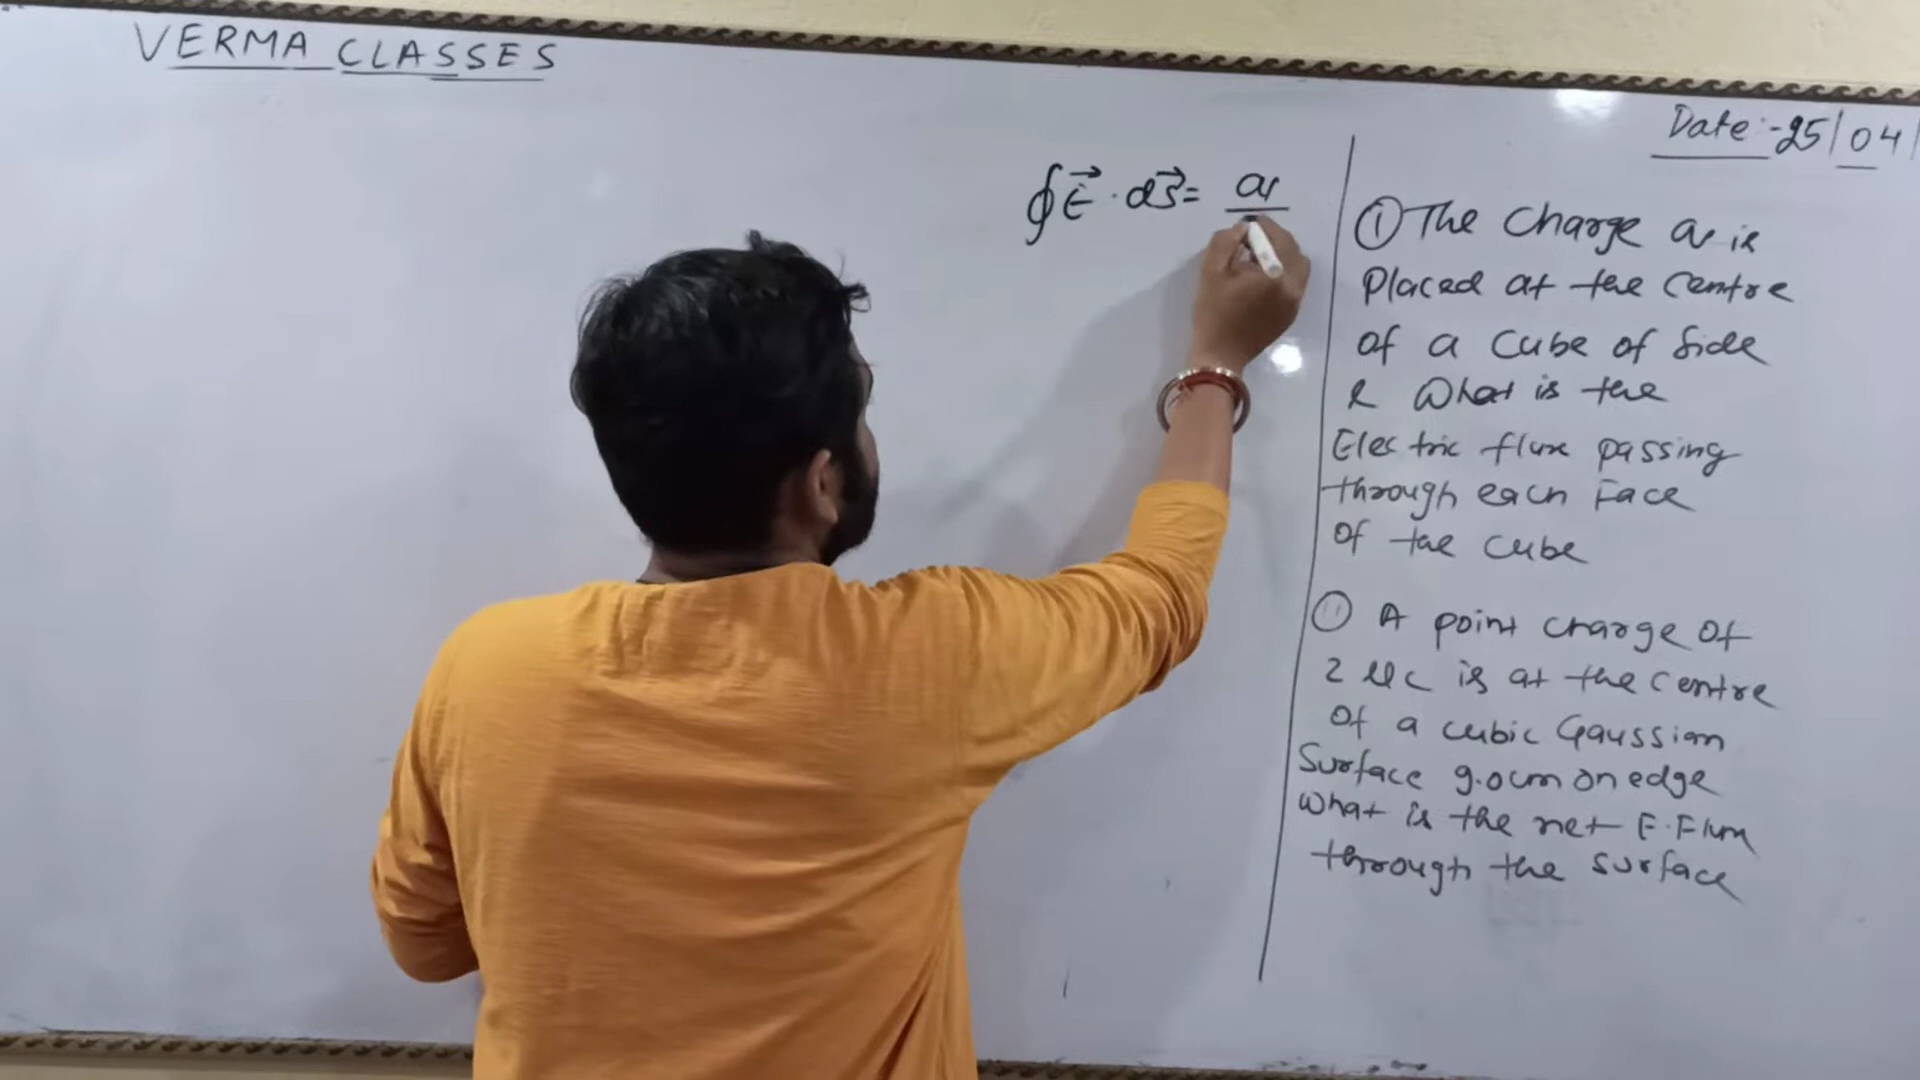 VERMA CLASSES
Date :- 25/04/
∮E⃗ · dS⃗ = q
① The Charge q is
Placed at the Centre
of a Cube of Side
l What is the
Electric flux passing
through each Face
of the cube
⑪ A point charge of
2 μc is at the centre
of a cubic Gaussian
Surface 9.0cm on edge
What is the net E.Flux
through the surface